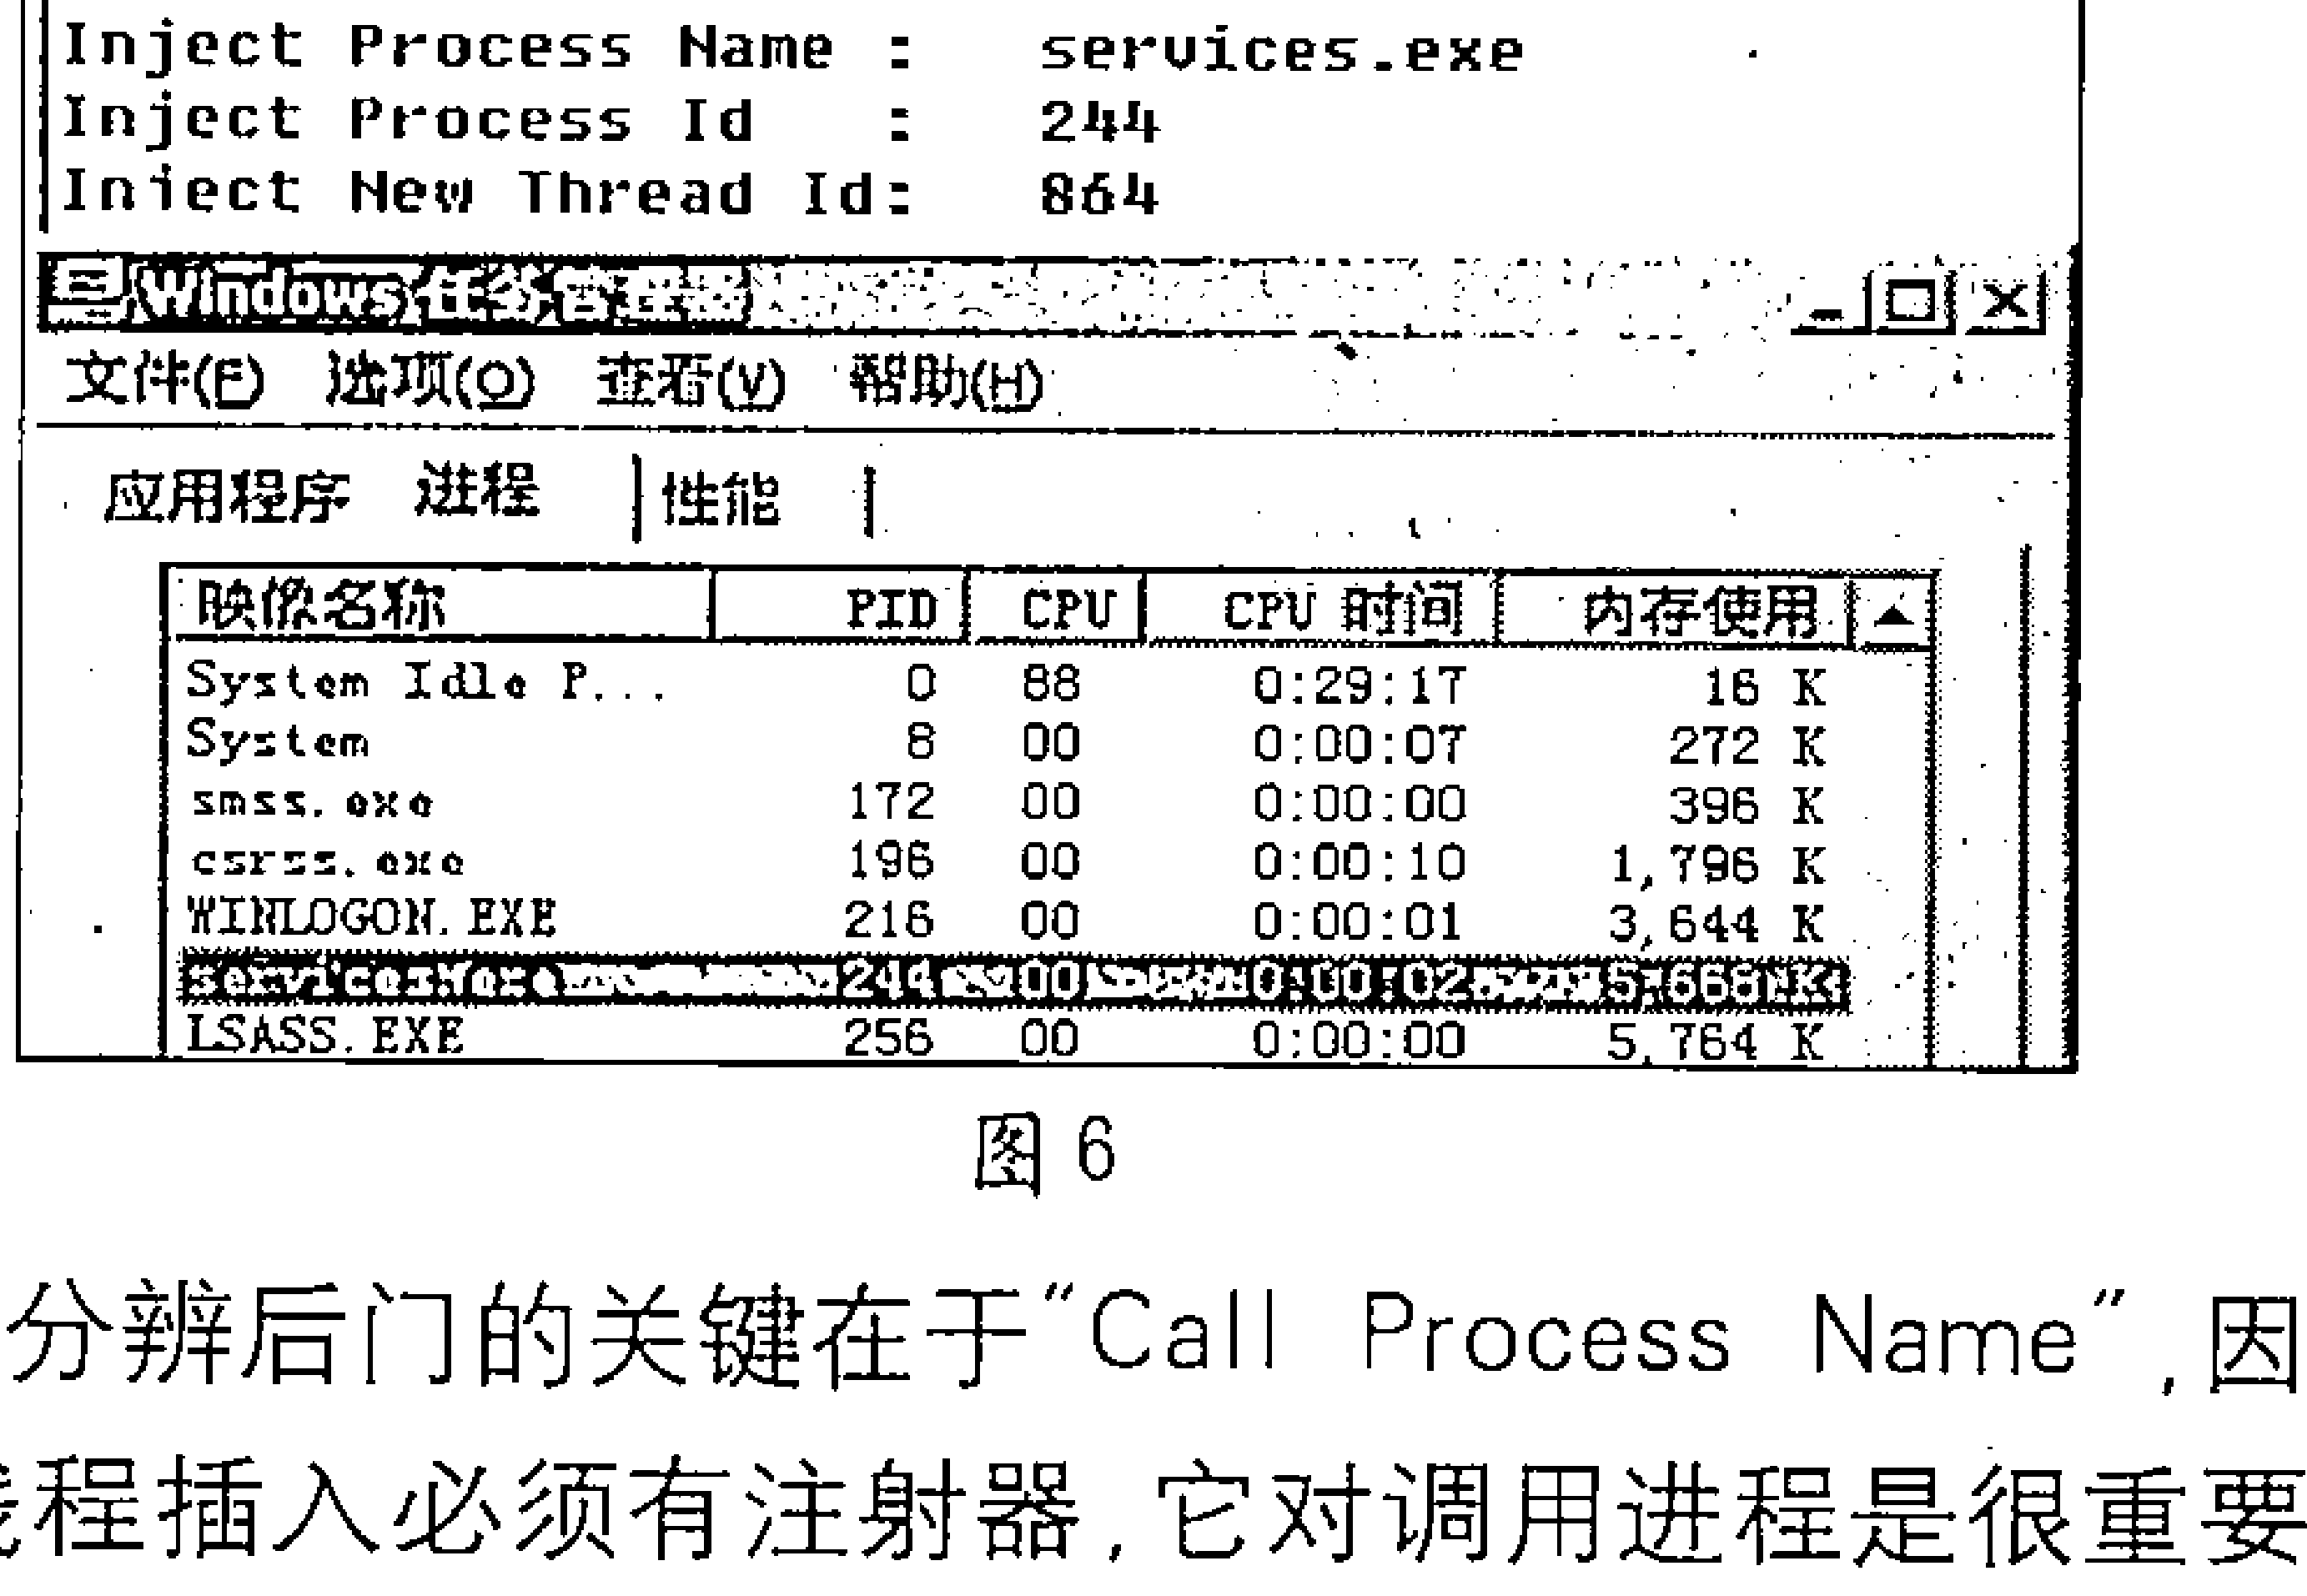 Inject Process Name :  services.exe
Inject Process Id   :  244
Inject New Thread Id:  864
Windows 任务管理器
文件(F) 选项(O) 查看(V) 帮助(H)
应用程序 进程 性能
映像名称 PID CPU CPU 时间 内存使用
System Idle P... 0 88 0:29:17 16 K
System 8 00 0:00:07 272 K
smss.exe 172 00 0:00:00 396 K
csrss.exe 196 00 0:00:10 1,796 K
WINLOGON.EXE 216 00 0:00:01 3,644 K
services.exe 244 00 0:00:02 5,668 K
LSASS.EXE 256 00 0:00:00 5,764 K
图 6
分辨后门的关键在于"Call Process Name",因
程插入必须有注射器,它对调用进程是很重要